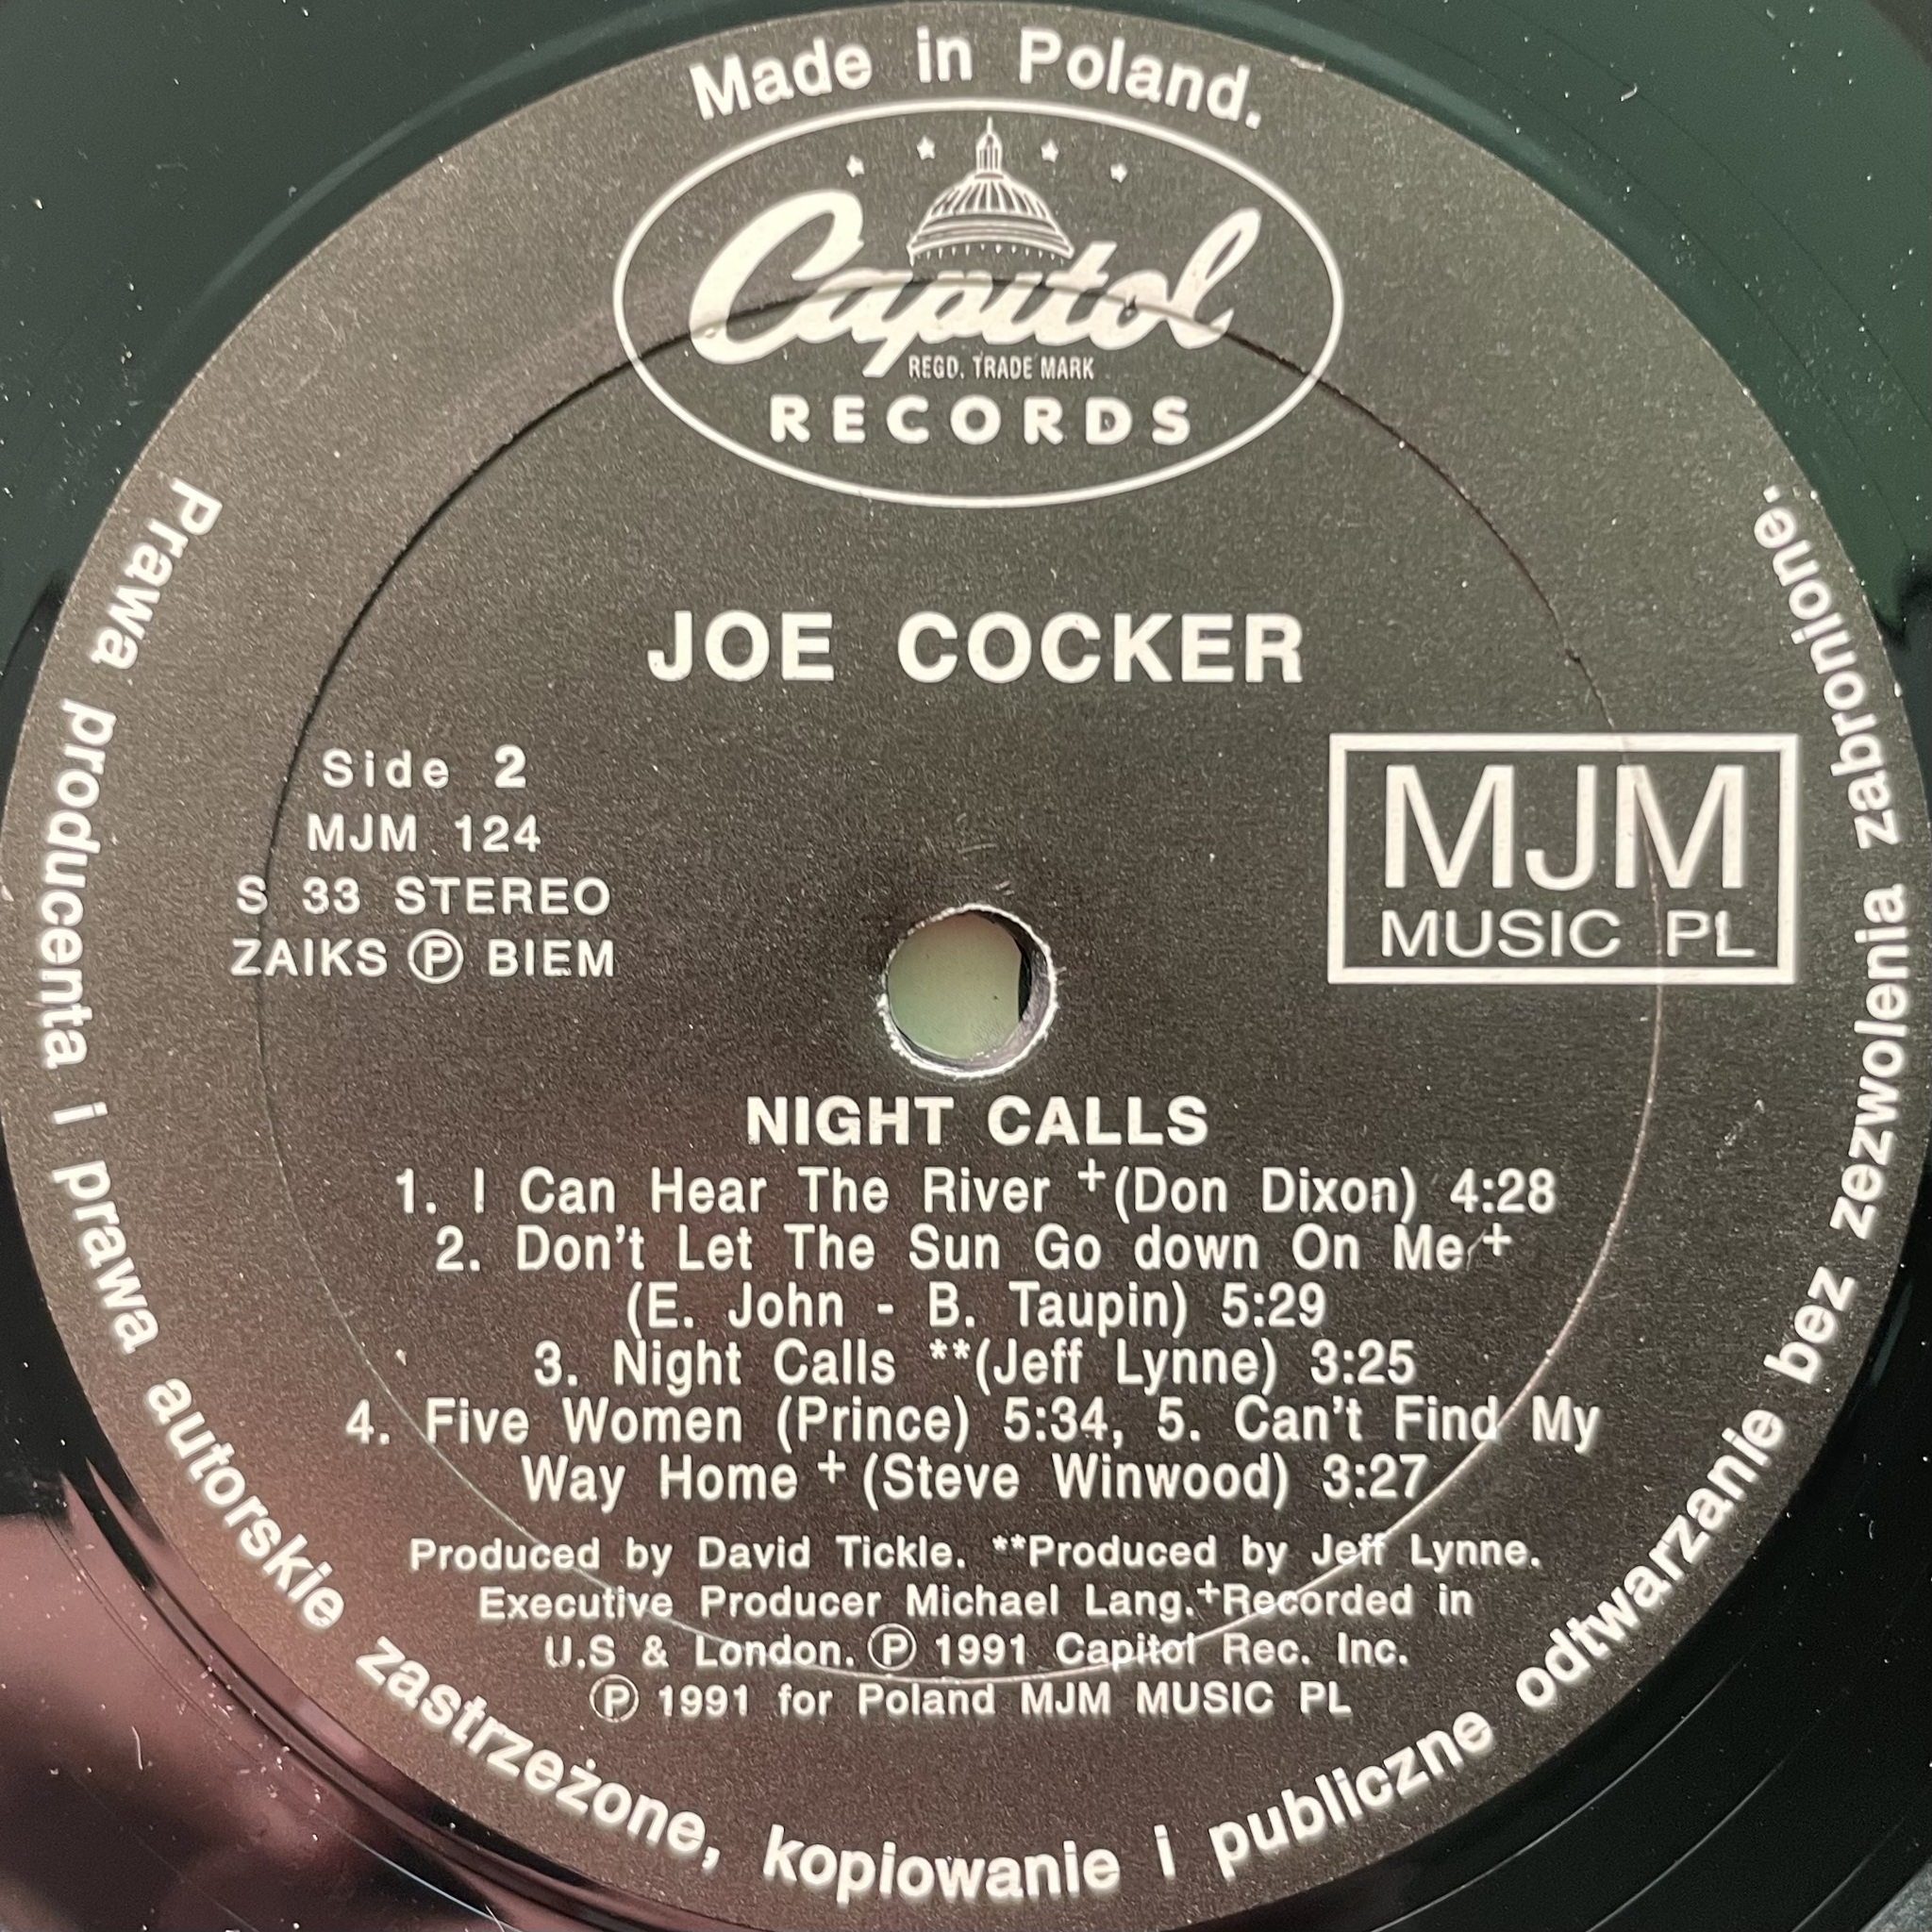 Made in Poland.
Capitol
REGD. TRADE MARK
RECORDS
JOE COCKER
Side 2
MJM 124
S 33 STEREO
ZAIKS Ⓟ BIEM
MJM
MUSIC PL
NIGHT CALLS
1. I Can Hear The River +(Don Dixon) 4:28
2. Don't Let The Sun Go down On Me+
(E. John - B. Taupin) 5:29
3. Night Calls **(Jeff Lynne) 3:25
4. Five Women (Prince) 5:34, 5. Can't Find My
Way Home + (Steve Winwood) 3:27
Produced by David Tickle. **Produced by Jeff Lynne.
Executive Producer Michael Lang.+Recorded in
U.S & London. Ⓟ 1991 Capitol Rec. Inc.
Ⓟ 1991 for Poland MJM MUSIC PL
Prawa producenta i prawa autorskie zastrzeżone, kopiowanie i publiczne odtwarzanie bez zezwolenia zabronione.